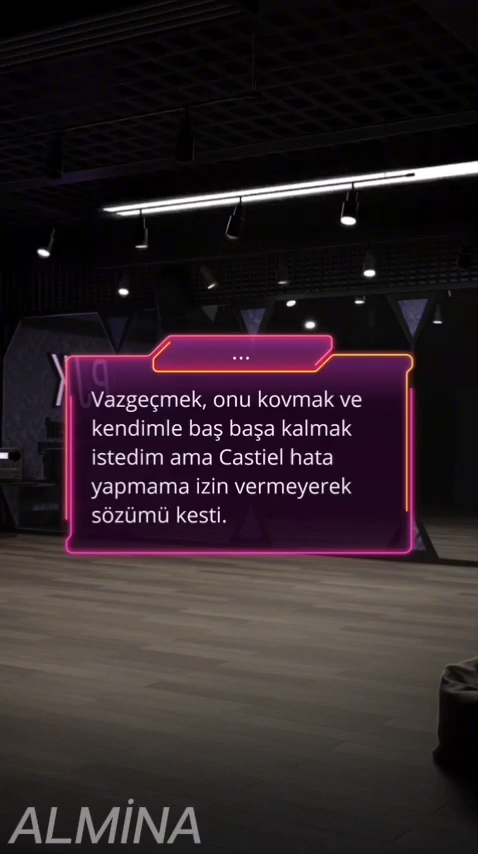 ...
Vazgeçmek, onu kovmak ve
kendimle baş başa kalmak
istedim ama Castiel hata
yapmama izin vermeyerek
sözümü kesti.
ALMİNA